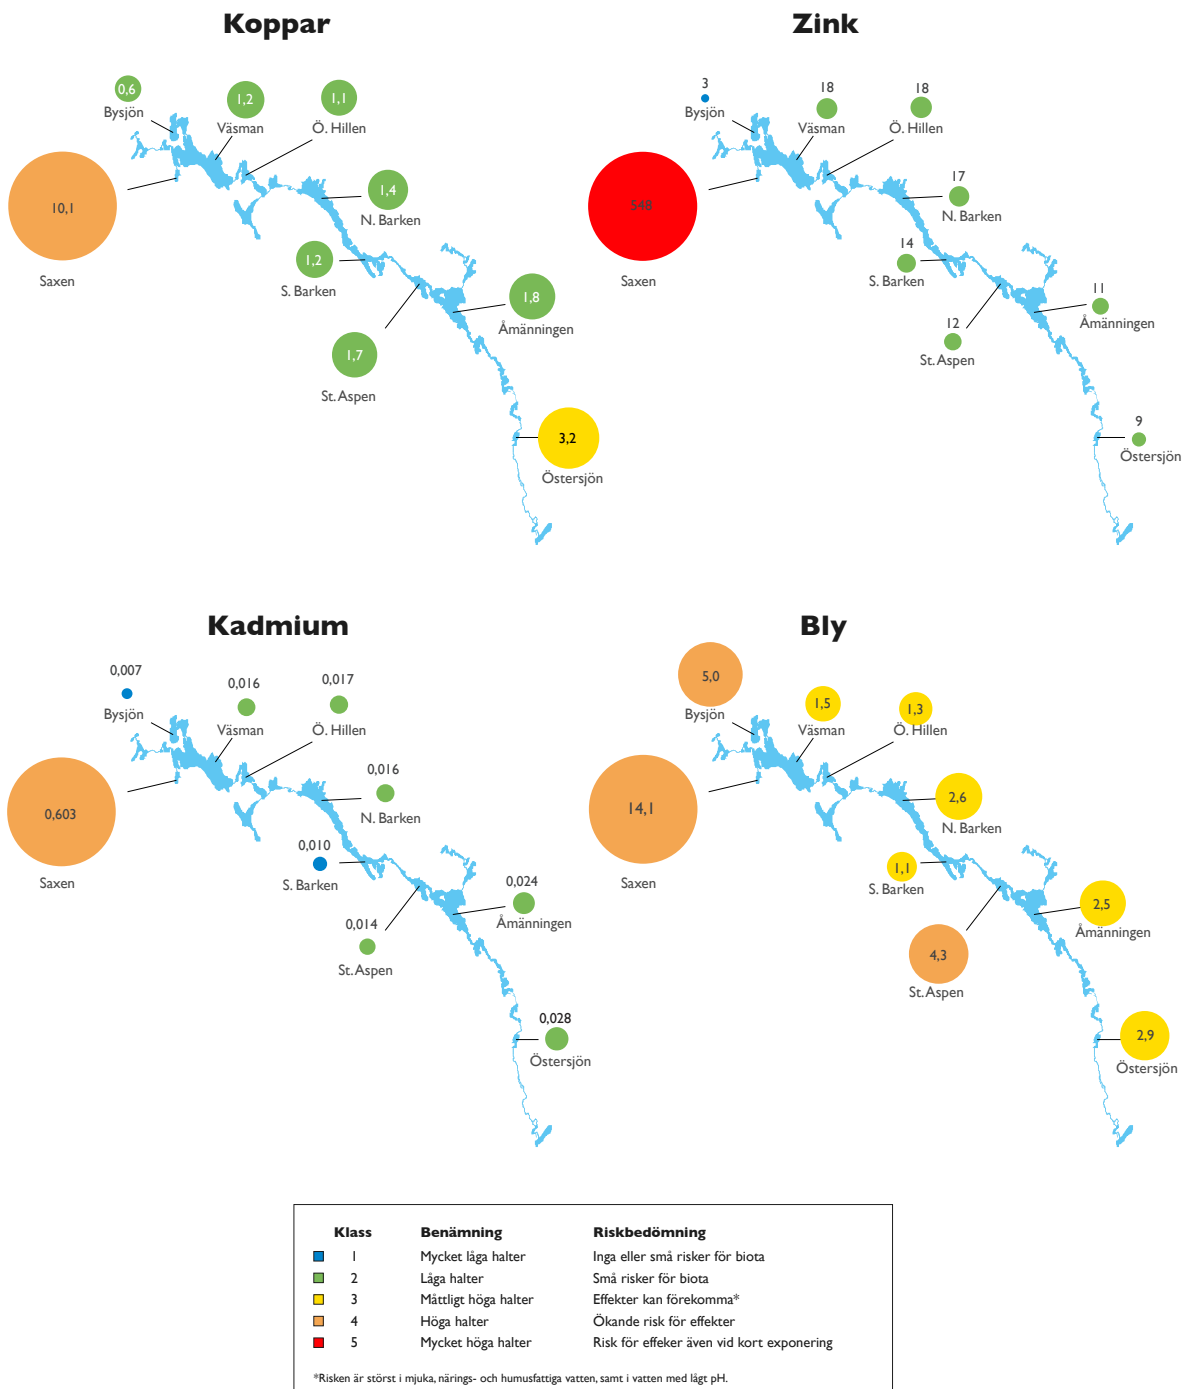 Koppar
0,6
Bysjön
1,2
Väsman
1,1
Ö. Hillen
10,1
Saxen
1,4
N. Barken
1,2
S. Barken
1,8
Åmänningen
1,7
St. Aspen
3,2
Östersjön
Zink
3
Bysjön
18
Väsman
18
Ö. Hillen
548
Saxen
17
N. Barken
14
S. Barken
11
Åmänningen
12
St. Aspen
9
Östersjön
Kadmium
0,007
Bysjön
0,016
Väsman
0,017
Ö. Hillen
0,603
Saxen
0,016
N. Barken
0,010
S. Barken
0,024
Åmänningen
0,014
St. Aspen
0,028
Östersjön
Bly
5,0
Bysjön
1,5
Väsman
1,3
Ö. Hillen
14,1
Saxen
2,6
N. Barken
1,1
S. Barken
2,5
Åmänningen
4,3
St. Aspen
2,9
Östersjön
Klass Benämning Riskbedömning
1 Mycket låga halter Inga eller små risker för biota
2 Låga halter Små risker för biota
3 Måttligt höga halter Effekter kan förekomma*
4 Höga halter Ökande risk för effekter
5 Mycket höga halter Risk för effeker även vid kort exponering
*Risken är störst i mjuka, närings- och humusfattiga vatten, samt i vatten med lågt pH.